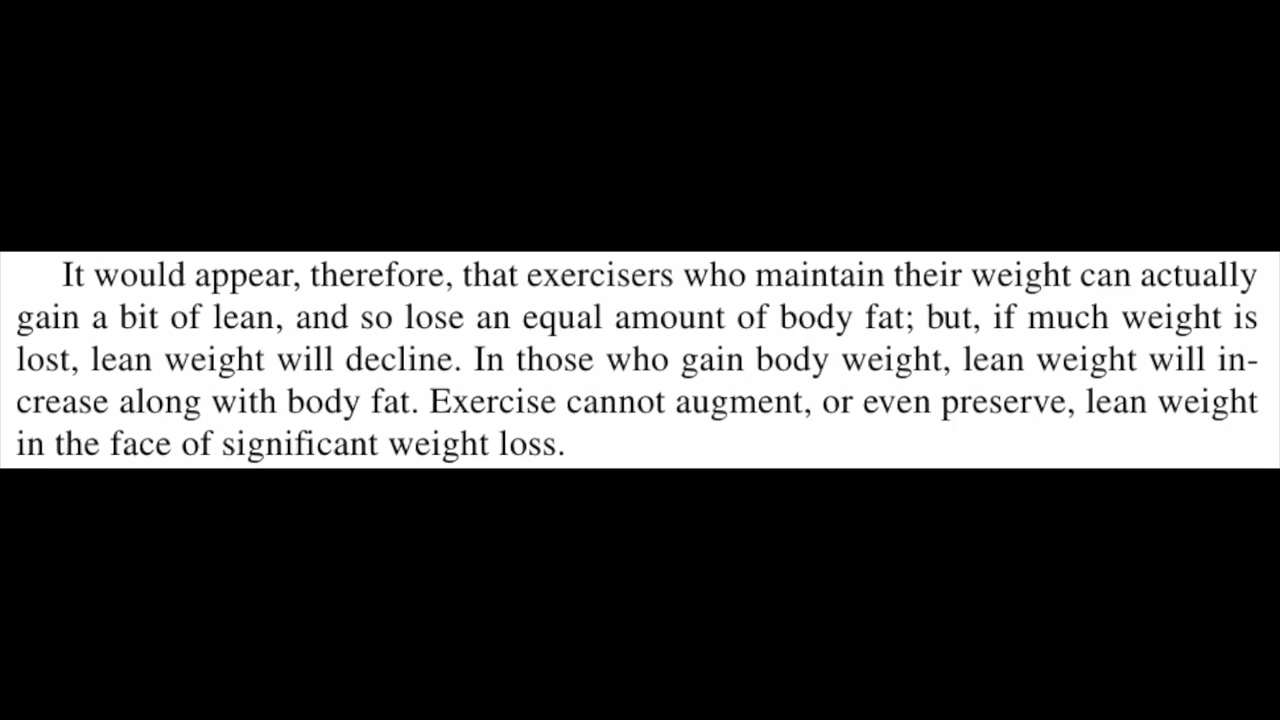 It would appear, therefore, that exercisers who maintain their weight can actually
gain a bit of lean, and so lose an equal amount of body fat; but, if much weight is
lost, lean weight will decline. In those who gain body weight, lean weight will in-
crease along with body fat. Exercise cannot augment, or even preserve, lean weight
in the face of significant weight loss.